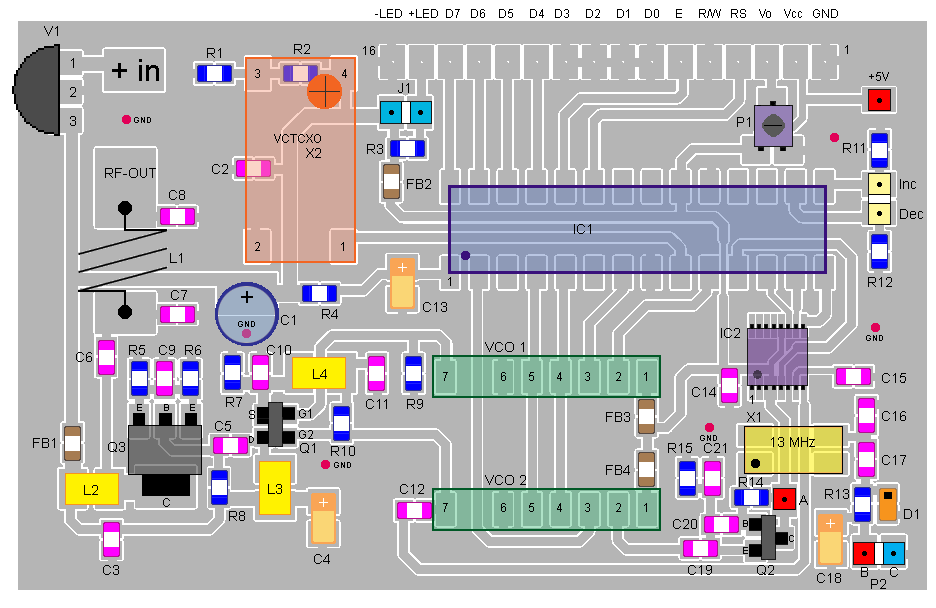 -LED +LED D7 D6 D5 D4 D3 D2 D1 D0 E R/W RS Vo Vcc GND
V1
16
1
1
+ in
R1
R2
3
4
J1
+5V
2
VCTCXO
X2
P1
3
GND
R3
R11
RF-OUT
C2
FB2
Inc
C8
Dec
IC1
2
1
L1
R12
1
C13
C7
+
GND
C1
R4
IC2
GND
C6
R5 C9 R6
C10
L4
VCO 1
7 6 5 4 3 2 1
C14
C15
R7
C11
R9
1
X1
E B E
S
G1
FB3
C16
FB1
Q3
C5
D
G2
Q1
R10
GND
R15
C21
13 MHz
C17
GND
FB4
L2
C
L3
VCO 2
7 6 5 4 3 2 1
R14
A
R13
D1
R8
C12
C20
B
C
E
C3
C4
C19
Q2
C18
B
C
P2